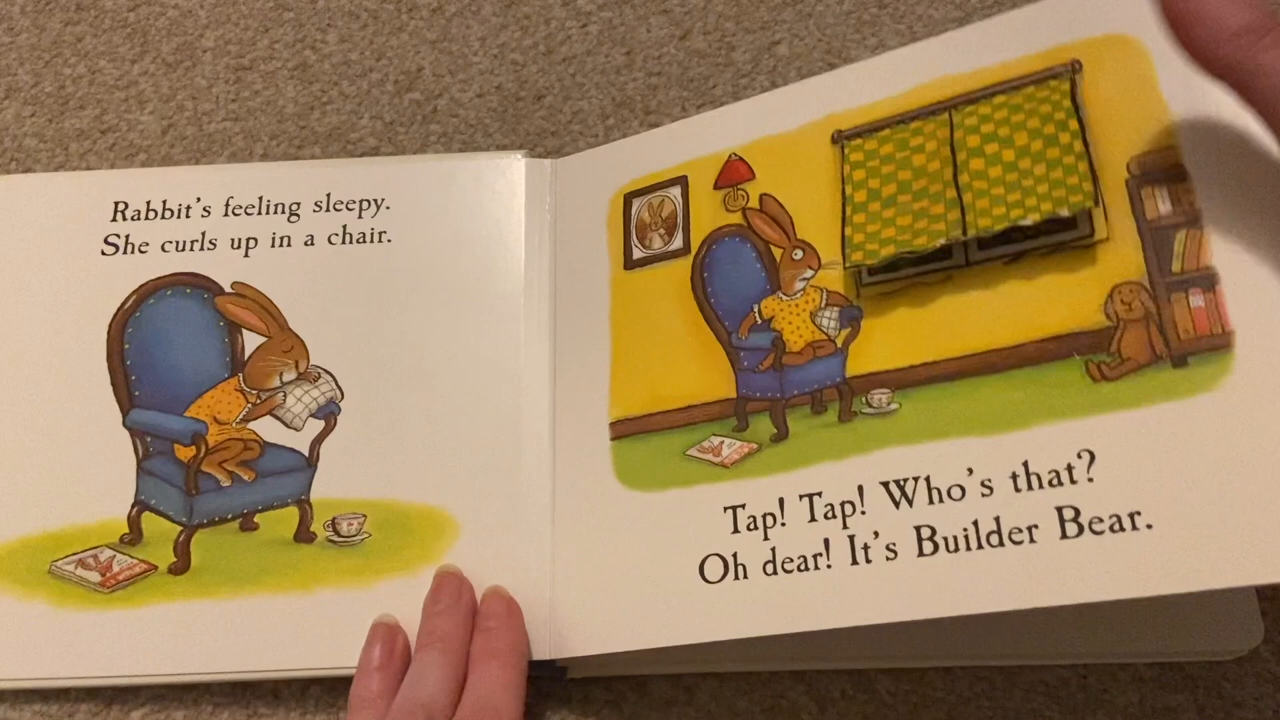 Rabbit's feeling sleepy.
She curls up in a chair.
Tap! Tap! Who's that?
Oh dear! It's Builder Bear.